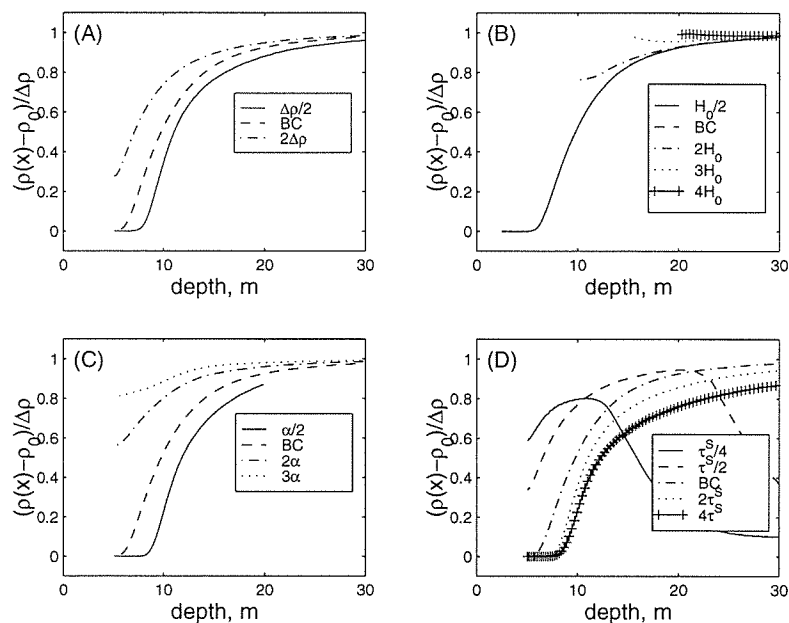 (A)
(ρ(x)−ρ₀)/Δρ
1
0.8
0.6
0.4
0.2
0
Δρ/2
BC
2Δρ
0 10 20 30
depth, m
(B)
(ρ(x)−ρ₀)/Δρ
1
0.8
0.6
0.4
0.2
0
H₀/2
BC
2H₀
3H₀
4H₀
0 10 20 30
depth, m
(C)
(ρ(x)−ρ₀)/Δρ
1
0.8
0.6
0.4
0.2
0
α/2
BC
2α
3α
0 10 20 30
depth, m
(D)
(ρ(x)−ρ₀)/Δρ
1
0.8
0.6
0.4
0.2
0
τˢ/4
τˢ/2
BC
2τˢ
4τˢ
0 10 20 30
depth, m